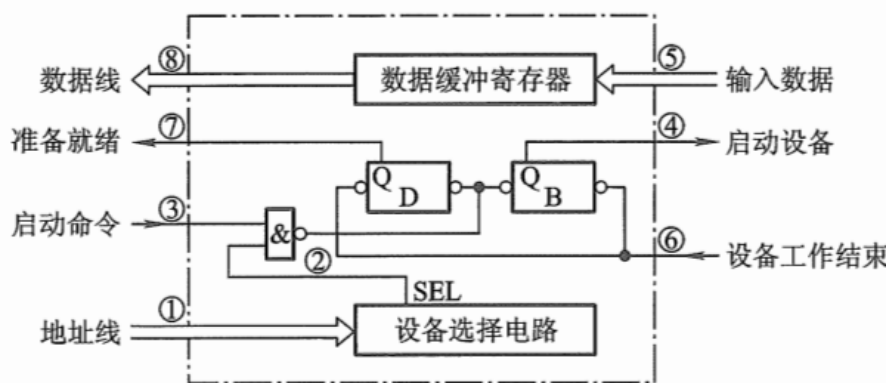 ⑧
数据线
数据缓冲寄存器
⑤
输入数据
⑦
准备就绪
④
启动设备
Q
D
Q
B
③
启动命令
&
②
⑥
设备工作结束
SEL
①
地址线
设备选择电路